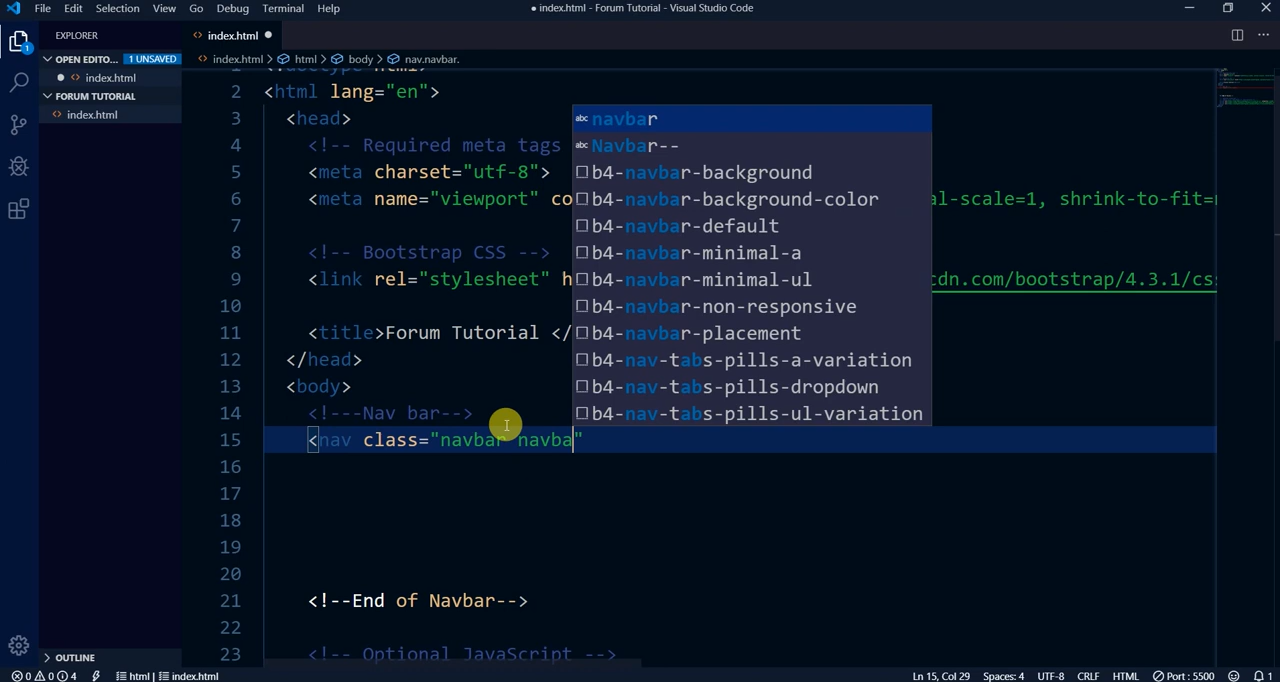 File Edit Selection View Go Debug Terminal Help
● index.html - Forum Tutorial - Visual Studio Code
EXPLORER
OPEN EDITO... 1 UNSAVED
index.html
FORUM TUTORIAL
index.html
OUTLINE
index.html
index.html > html > body > nav.navbar.
2 <html lang="en">
3 <head>
4 <!-- Required meta tags
5 <meta charset="utf-8">
6 <meta name="viewport" co al-scale=1, shrink-to-fit=
7
8 <!-- Bootstrap CSS -->
9 <link rel="stylesheet" h cdn.com/bootstrap/4.3.1/cs
10
11 <title>Forum Tutorial </
12 </head>
13 <body>
14 <!---Nav bar-->
15 <nav class="navbar navba"
16
17
18
19
20
21 <!--End of Navbar-->
22
23 <!-- Optional JavaScript -->
abc navbar
abc Navbar--
b4-navbar-background
b4-navbar-background-color
b4-navbar-default
b4-navbar-minimal-a
b4-navbar-minimal-ul
b4-navbar-non-responsive
b4-navbar-placement
b4-nav-tabs-pills-a-variation
b4-nav-tabs-pills-dropdown
b4-nav-tabs-pills-ul-variation
0 0 4 html | index.html Ln 15, Col 29 Spaces: 4 UTF-8 CRLF HTML Port : 5500 1